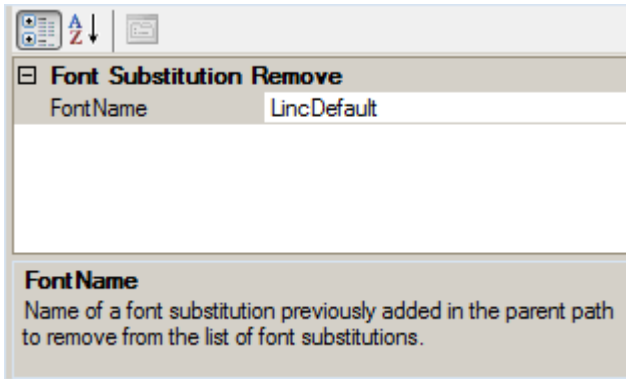 A
Z
Font Substitution Remove
FontName LincDefault
FontName
Name of a font substitution previously added in the parent path
to remove from the list of font substitutions.